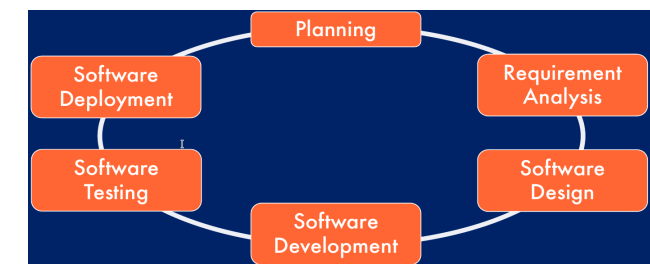 Planning
Requirement
Analysis
Software
Design
Software
Development
Software
Testing
Software
Deployment